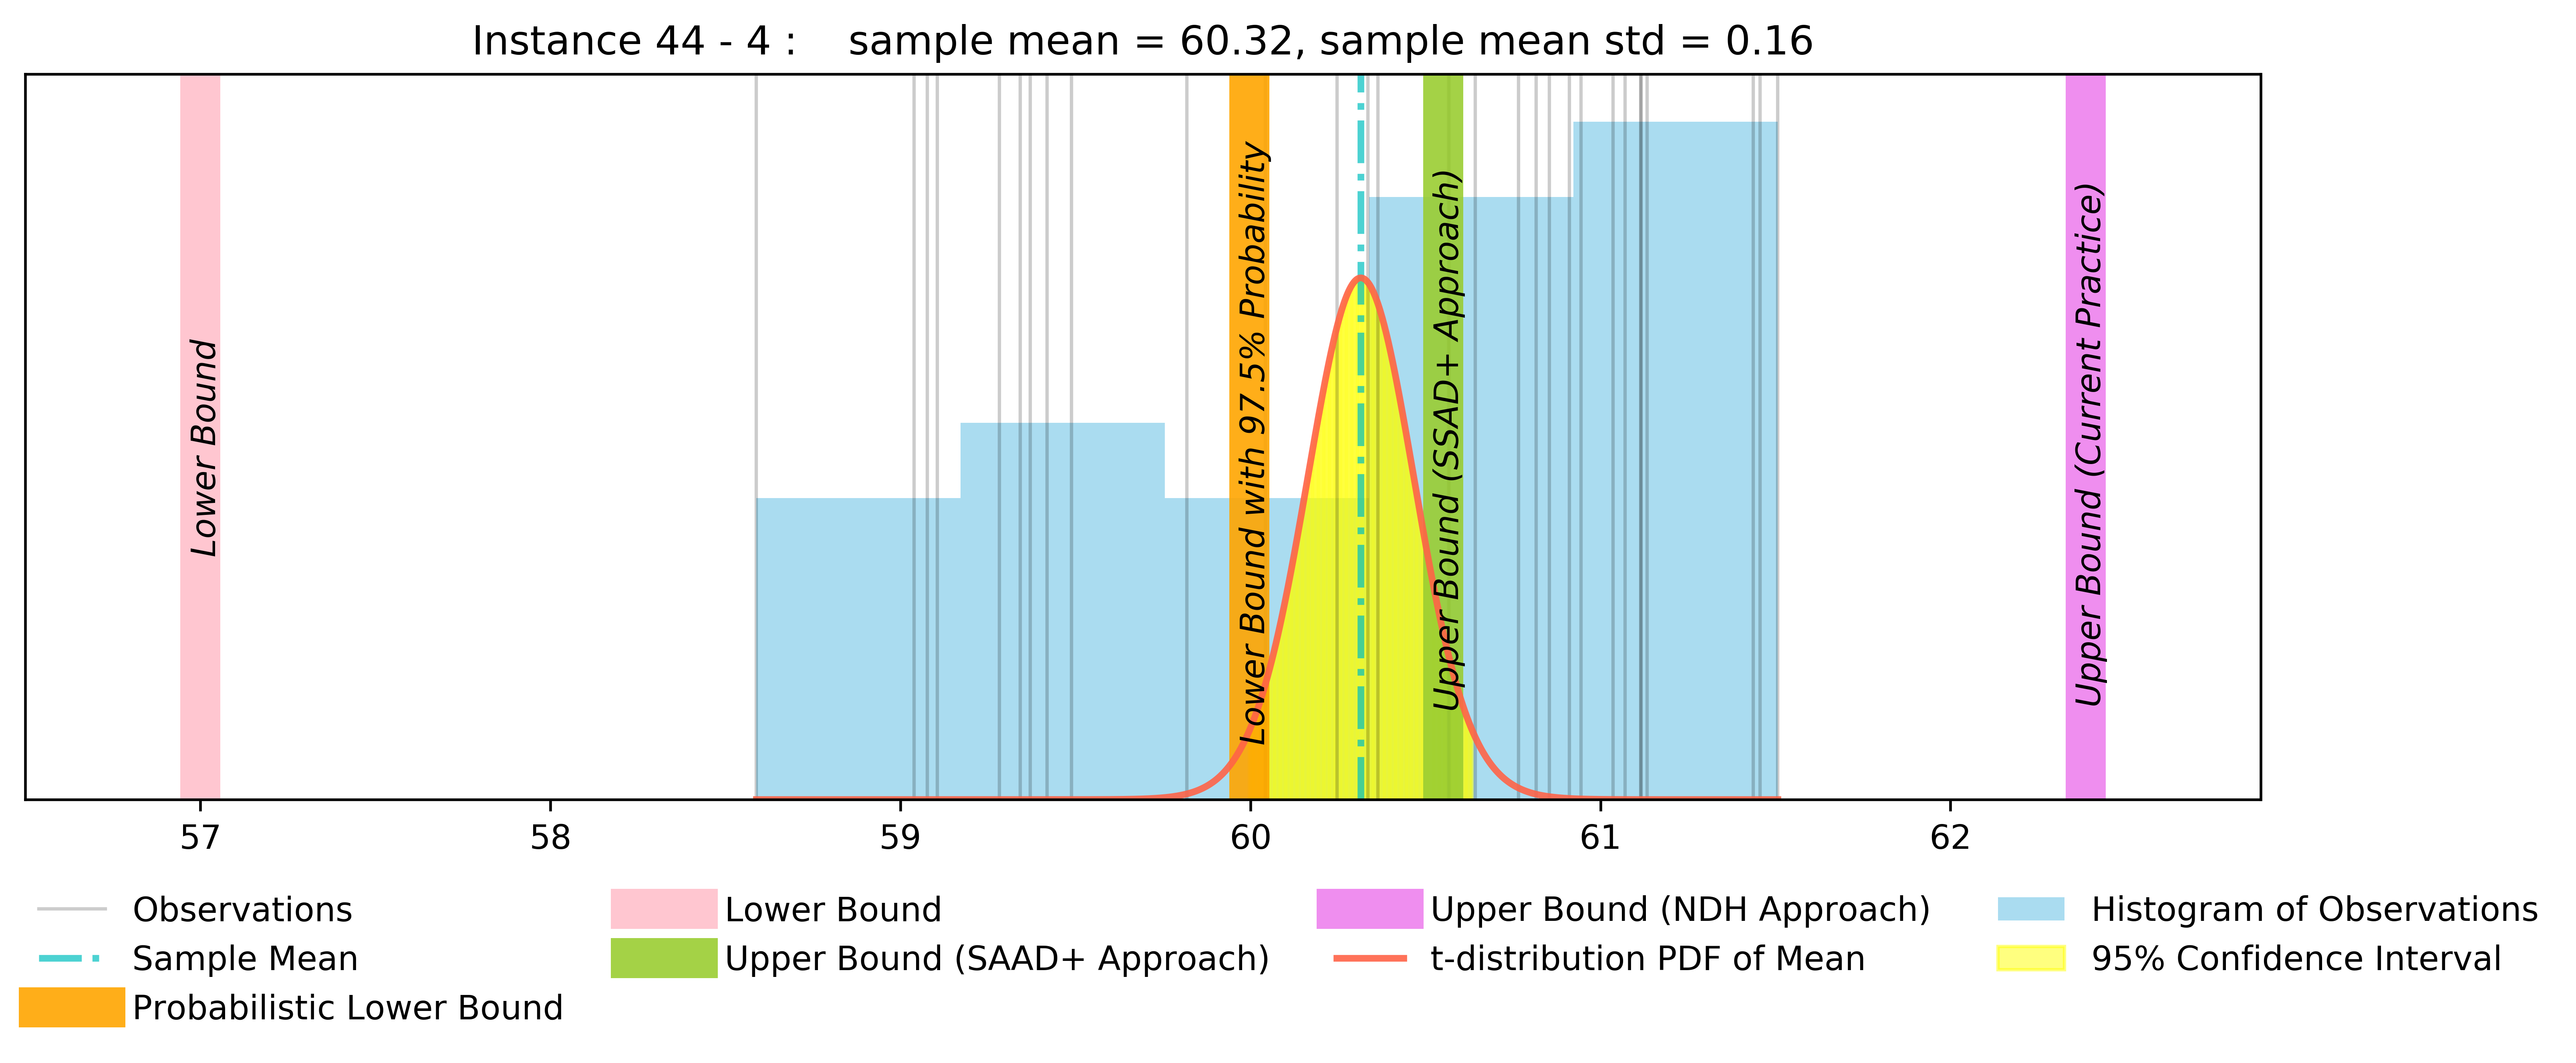 Instance 44 - 4 :    sample mean = 60.32, sample mean std = 0.16
Lower Bound
Lower Bound with 97.5% Probability
Upper Bound (SSAD+ Approach)
Upper Bound (Current Practice)
57
58
59
60
61
62
Observations
Sample Mean
Probabilistic Lower Bound
Lower Bound
Upper Bound (SAAD+ Approach)
Upper Bound (NDH Approach)
t-distribution PDF of Mean
Histogram of Observations
95% Confidence Interval